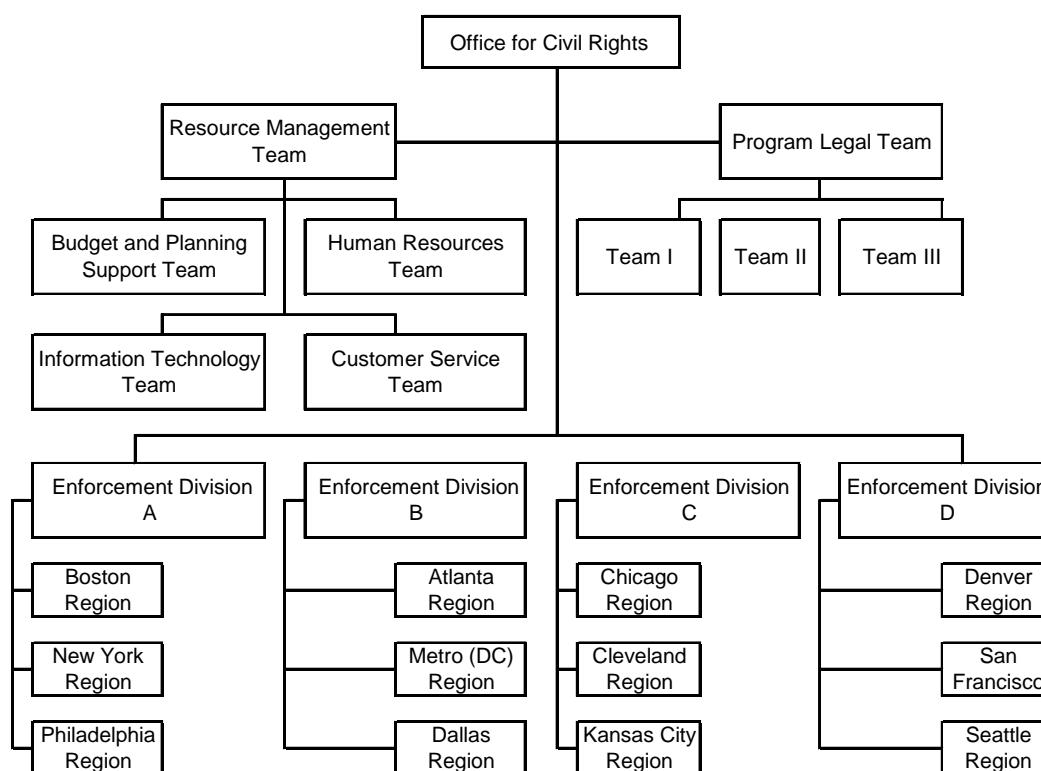 Office for Civil Rights
Resource Management
Team
Program Legal Team
Budget and Planning
Support Team
Human Resources
Team
Team I
Team II
Team III
Information Technology
Team
Customer Service
Team
Enforcement Division
A
Enforcement Division
B
Enforcement Division
C
Enforcement Division
D
Boston
Region
Atlanta
Region
Chicago
Region
Denver
Region
New York
Region
Metro (DC)
Region
Cleveland
Region
San
Francisco
Philadelphia
Region
Dallas
Region
Kansas City
Region
Seattle
Region